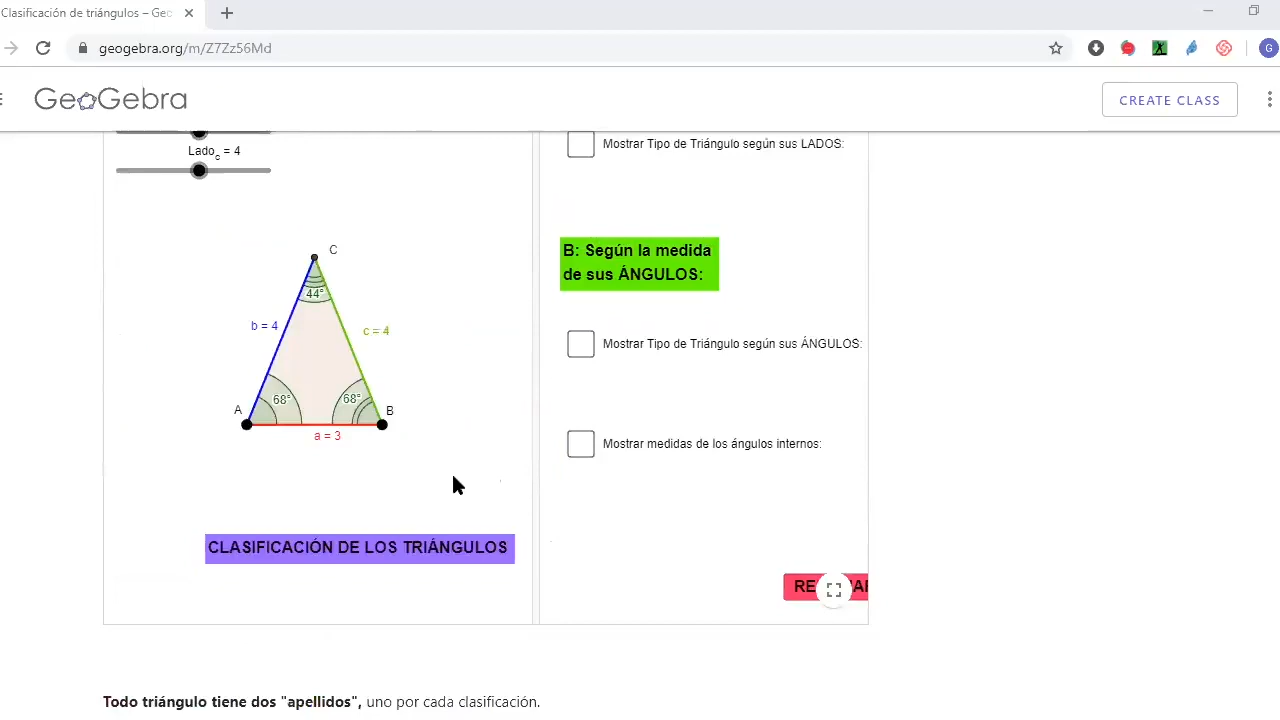 Clasificación de triángulos – Geo
geogebra.org/m/Z7Zz56Md
G
GeoGebra
CREATE CLASS
Lado_c = 4
Mostrar Tipo de Triángulo según sus LADOS:
C
44°
B: Según la medida
de sus ÁNGULOS:
b = 4
c = 4
Mostrar Tipo de Triángulo según sus ÁNGULOS:
A
68°
68°
B
a = 3
Mostrar medidas de los ángulos internos:
CLASIFICACIÓN DE LOS TRIÁNGULOS
Todo triángulo tiene dos "apellidos", uno por cada clasificación.